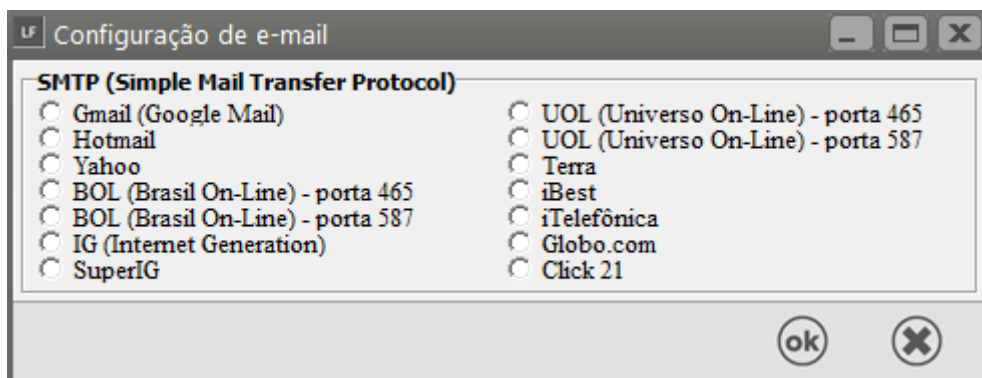 LF Configuração de e-mail
SMTP (Simple Mail Transfer Protocol)
Gmail (Google Mail)
Hotmail
Yahoo
BOL (Brasil On-Line) - porta 465
BOL (Brasil On-Line) - porta 587
IG (Internet Generation)
SuperIG
UOL (Universo On-Line) - porta 465
UOL (Universo On-Line) - porta 587
Terra
iBest
iTelefônica
Globo.com
Click 21
ok